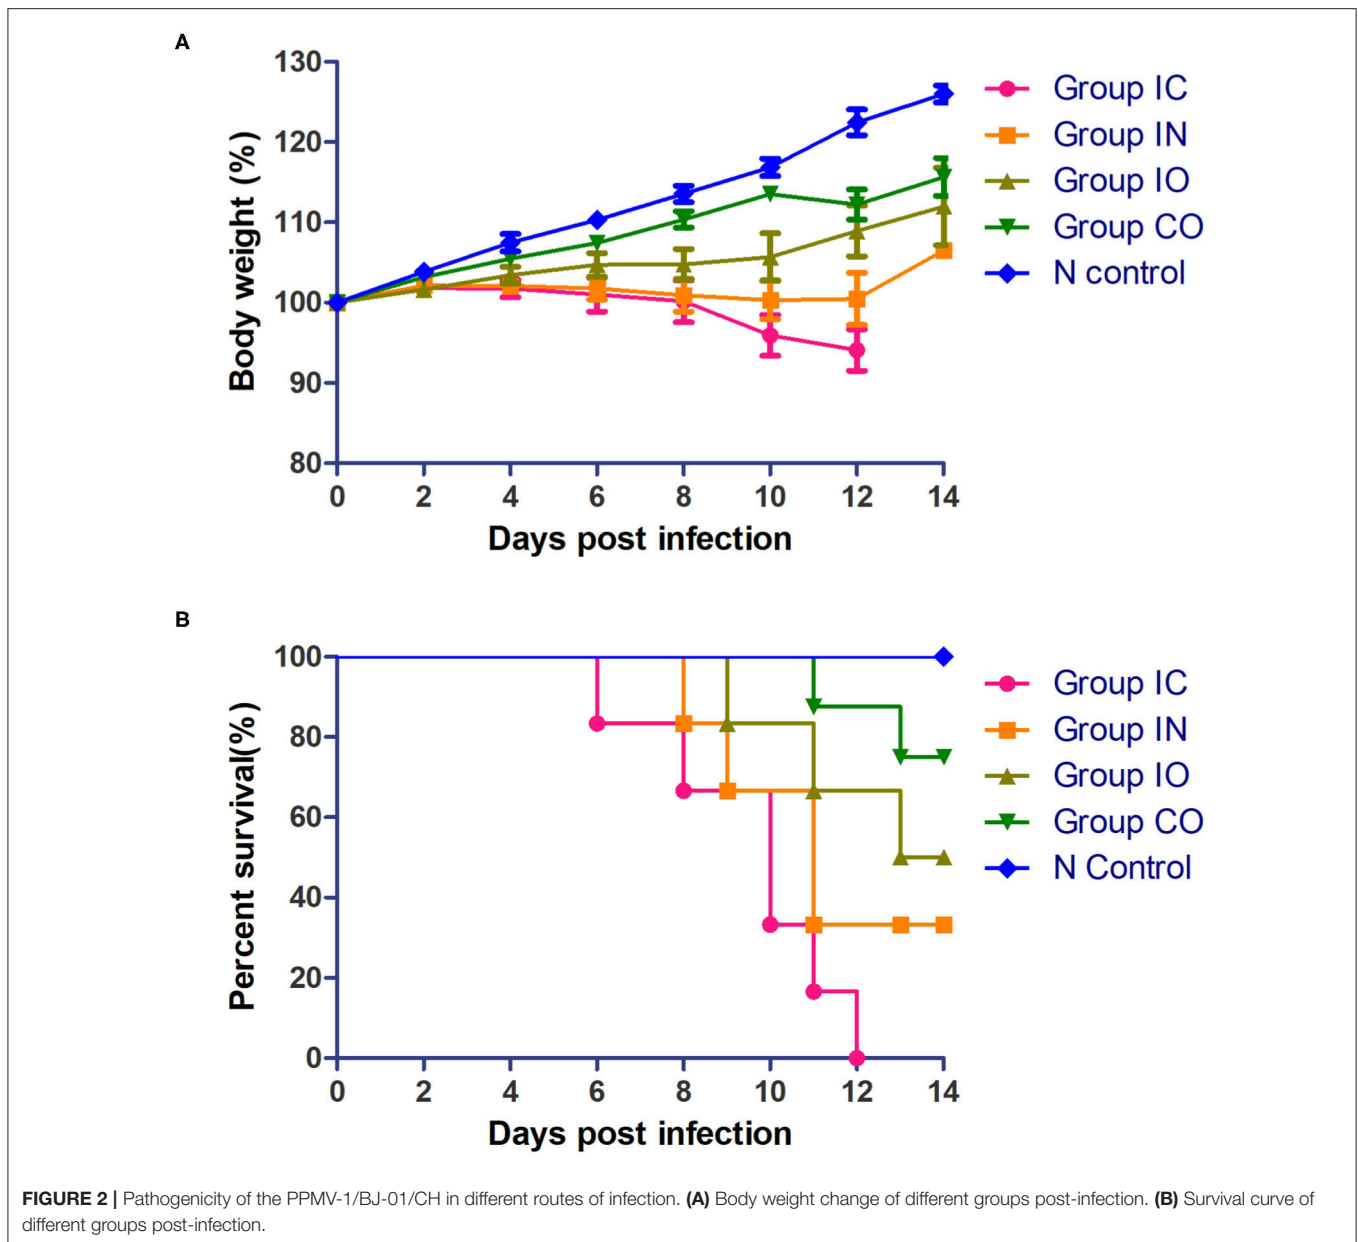 A
130
120
110
100
90
80
Body weight (%)
0 2 4 6 8 10 12 14
Days post infection
Group IC
Group IN
Group IO
Group CO
N control
B
100
80
60
40
20
0
Percent survival(%)
0 2 4 6 8 10 12 14
Days post infection
Group IC
Group IN
Group IO
Group CO
N Control
FIGURE 2 | Pathogenicity of the PPMV-1/BJ-01/CH in different routes of infection. (A) Body weight change of different groups post-infection. (B) Survival curve of
different groups post-infection.